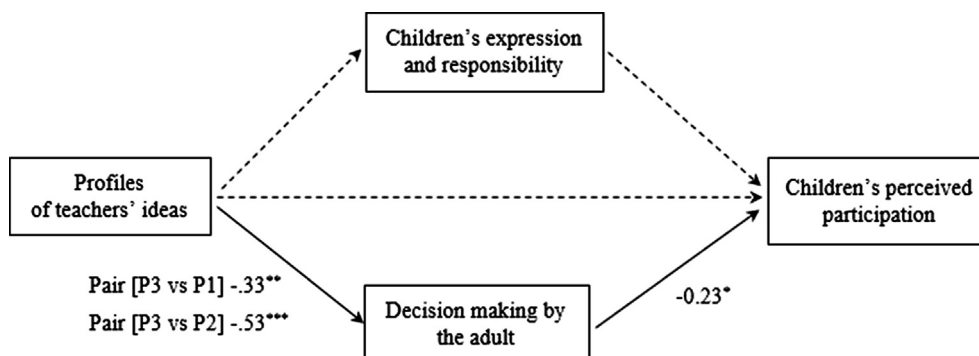 Children's expression
and responsibility
Profiles
of teachers' ideas
Children's perceived
participation
Pair [P3 vs P1] -.33**
Pair [P3 vs P2] -.53***
Decision making by
the adult
-0.23*